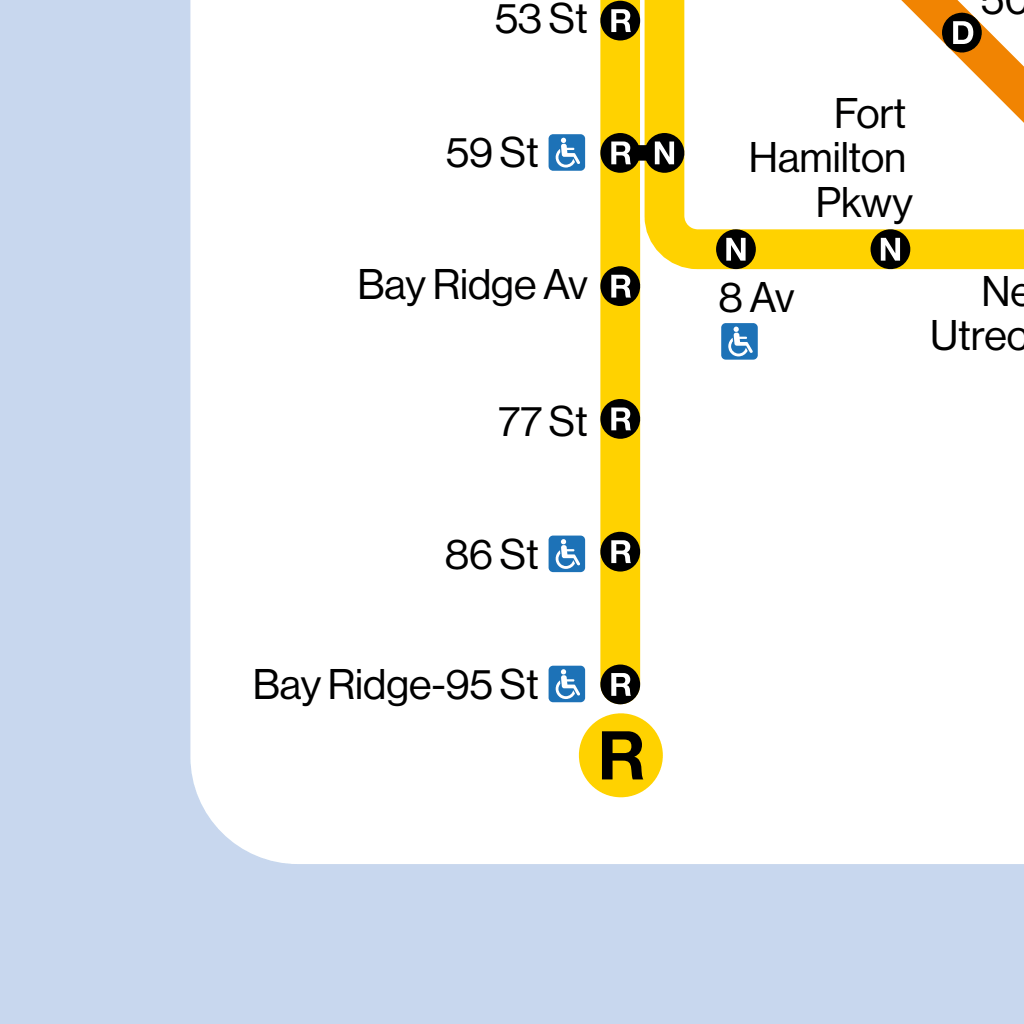 53 St R
D
Fort
Hamilton
Pkwy
59 St R N
N N
Bay Ridge Av R
8 Av
77 St R
86 St R
Bay Ridge-95 St R
R